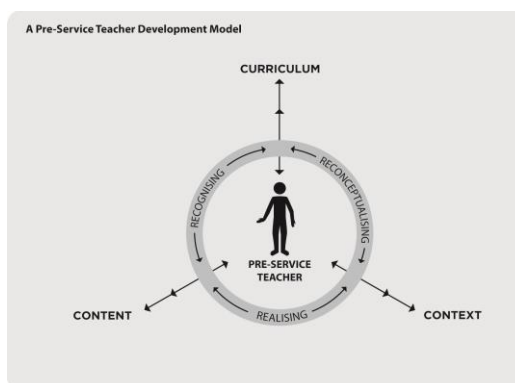 A Pre-Service Teacher Development Model
CURRICULUM
RECOGNISING
RECONCEPTUALISING
PRE-SERVICE
TEACHER
CONTENT
REALISING
CONTEXT